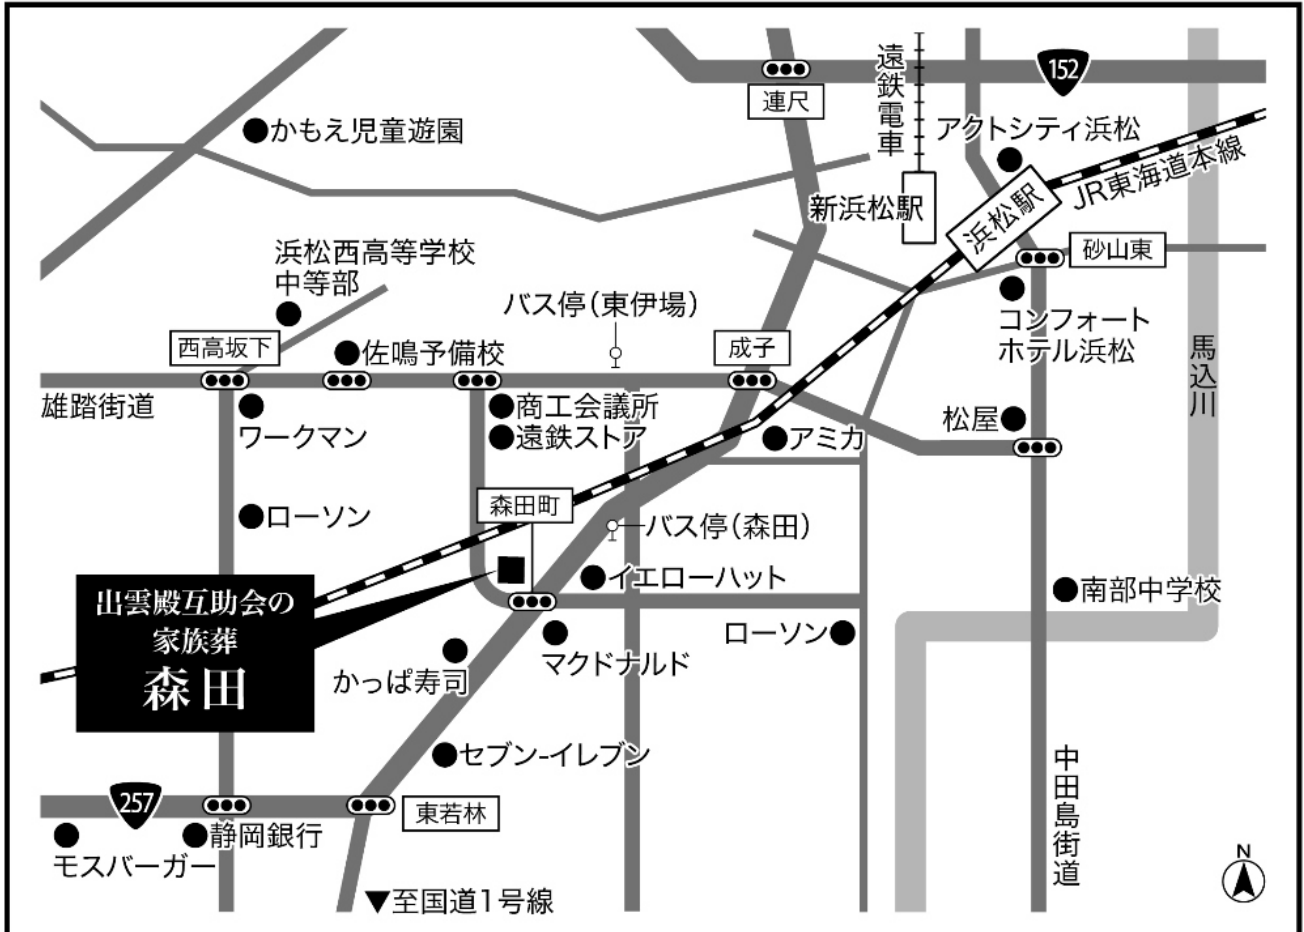 152
連尺
遠鉄電車
かもえ児童遊園
アクトシティ浜松
JR東海道本線
新浜松駅
浜松駅
砂山東
浜松西高等学校
中等部
バス停（東伊場）
コンフォート
ホテル浜松
馬込川
西高坂下
佐鳴予備校
成子
雄踏街道
ワークマン
商工会議所
遠鉄ストア
アミカ
松屋
森田町
ローソン
バス停（森田）
イエローハット
南部中学校
出雲殿互助会の
家族葬
森田
ローソン
マクドナルド
かっぱ寿司
セブン-イレブン
中田島街道
257
東若林
静岡銀行
モスバーガー
▼至国道1号線
N